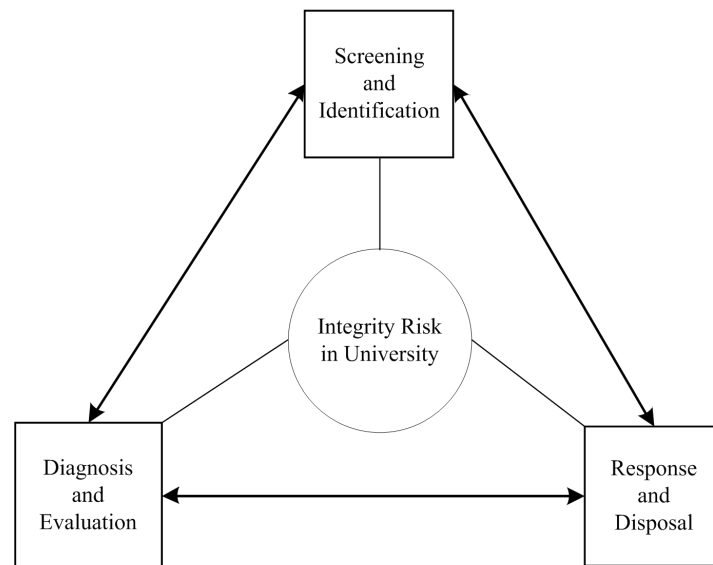 Screening
and
Identification
Integrity Risk
in University
Diagnosis
and
Evaluation
Response
and
Disposal